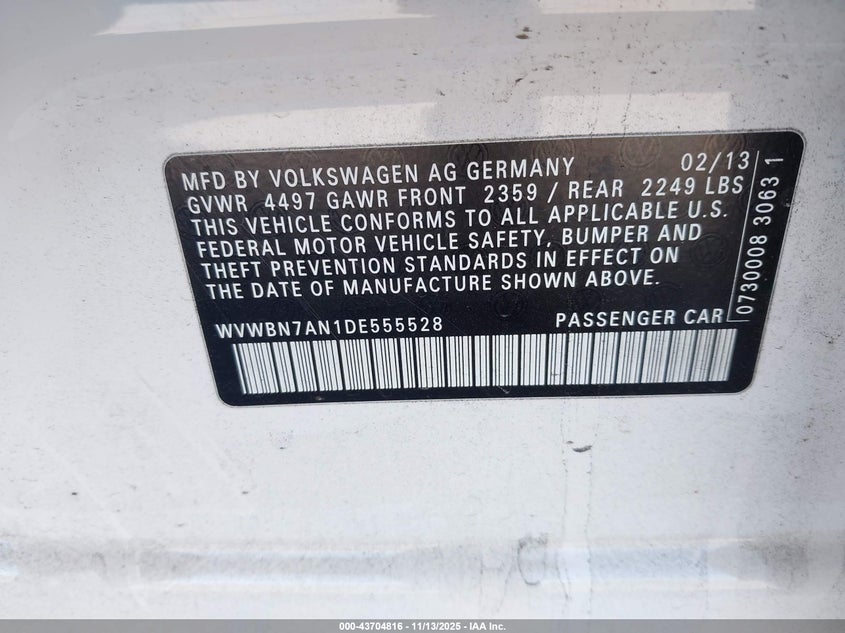 MFD BY VOLKSWAGEN AG GERMANY 02/13
GVWR 4497 GAWR FRONT 2359 / REAR 2249 LBS
THIS VEHICLE CONFORMS TO ALL APPLICABLE U.S.
FEDERAL MOTOR VEHICLE SAFETY, BUMPER AND
THEFT PREVENTION STANDARDS IN EFFECT ON
THE DATE OF MANUFACTURE SHOWN ABOVE.
WVWBN7AN1DE555528 PASSENGER CAR
0730008 3063 1
000-43704816 - 11/13/2025 - IAA Inc.